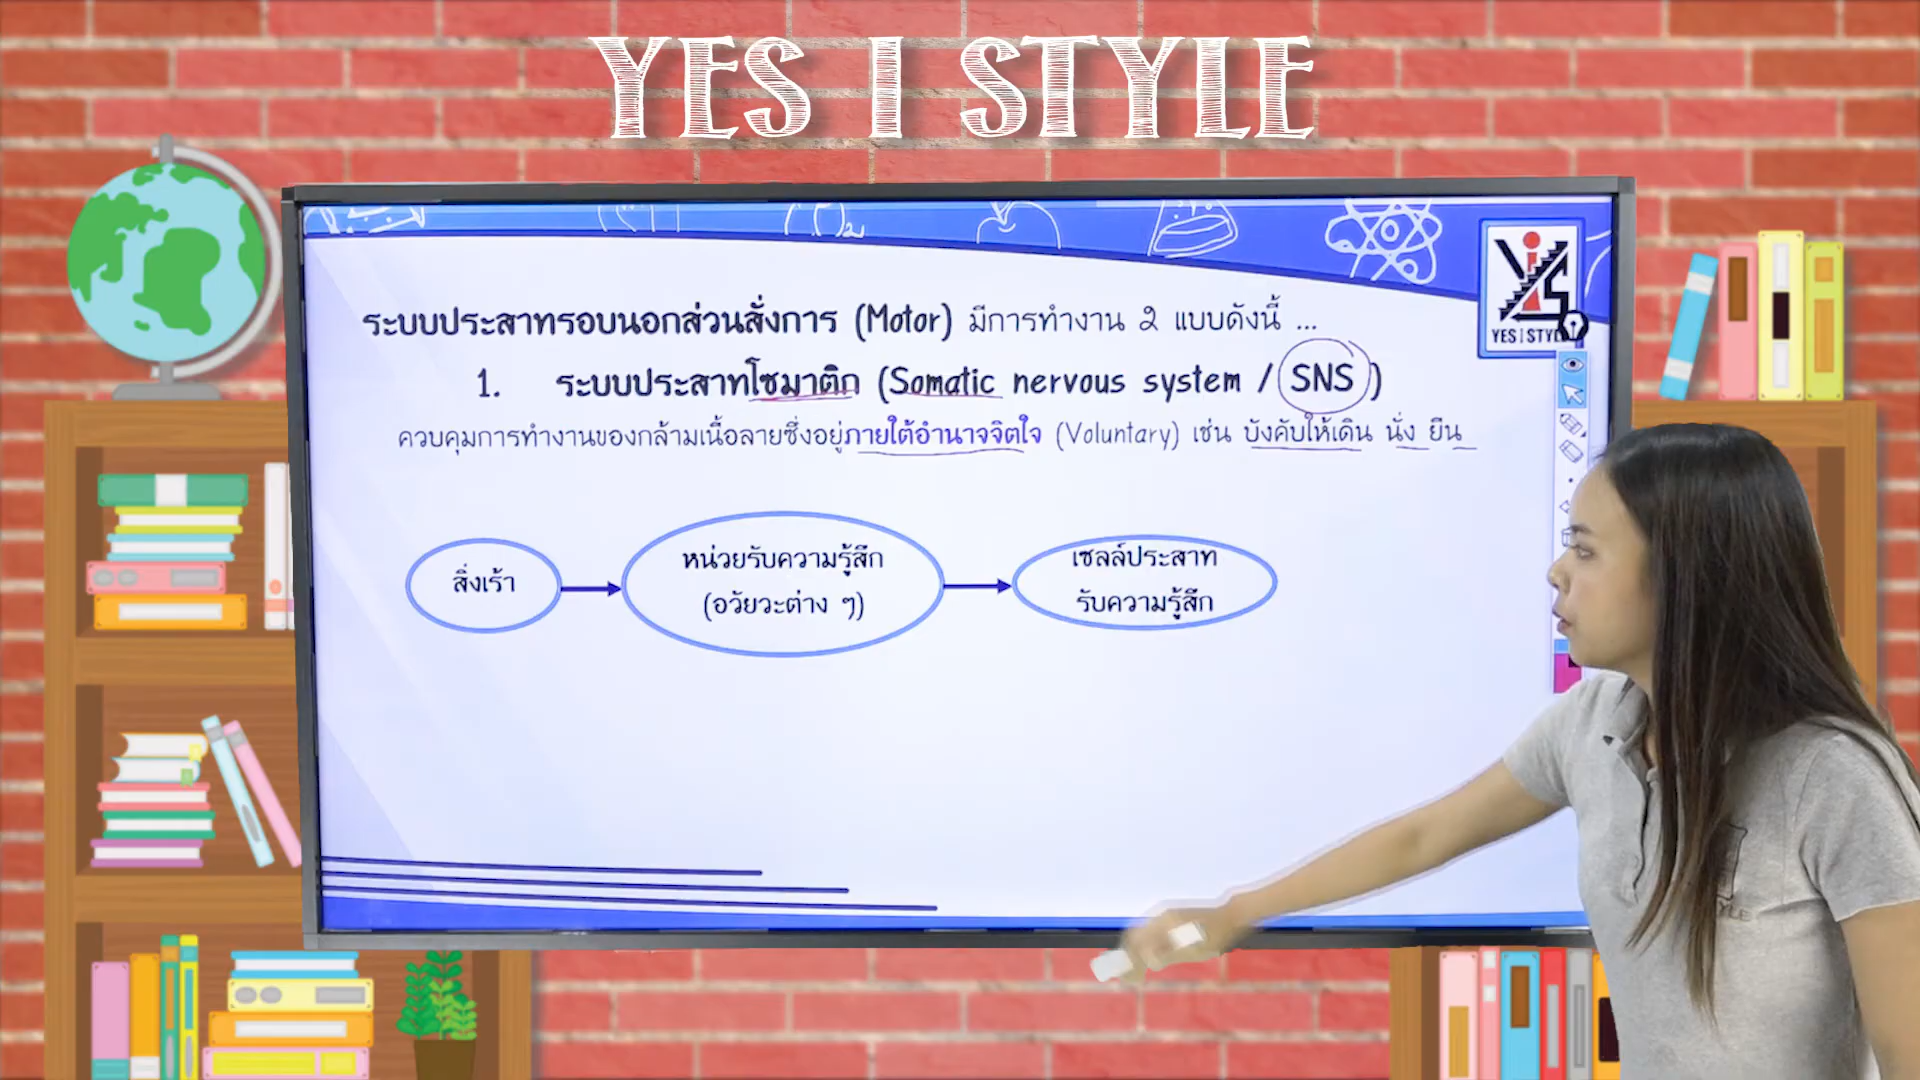 YES I STYLE
ระบบประสาทรอบนอกส่วนสั่งการ (Motor) มีการทำงาน 2 แบบดังนี้ ...
1. ระบบประสาทโซมาติก (Somatic nervous system / SNS)
ควบคุมการทำงานของกล้ามเนื้อลายซึ่งอยู่ภายใต้อำนาจจิตใจ (Voluntary) เช่น บังคับให้เดิน นั่ง ยืน
สิ่งเร้า
หน่วยรับความรู้สึก
(อวัยวะต่าง ๆ)
เซลล์ประสาท
รับความรู้สึก
YiS
YES I STYLE